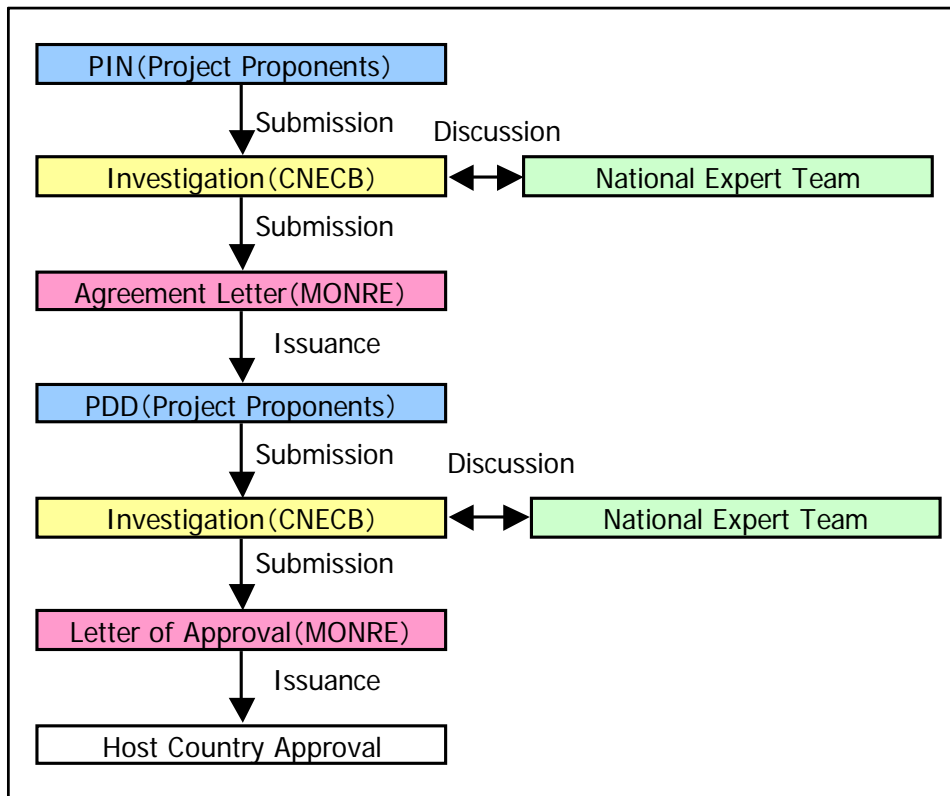 PIN(Project Proponents)
Submission
Discussion
Investigation(CNECB)
National Expert Team
Submission
Agreement Letter(MONRE)
Issuance
PDD(Project Proponents)
Submission
Discussion
Investigation(CNECB)
National Expert Team
Submission
Letter of Approval(MONRE)
Issuance
Host Country Approval